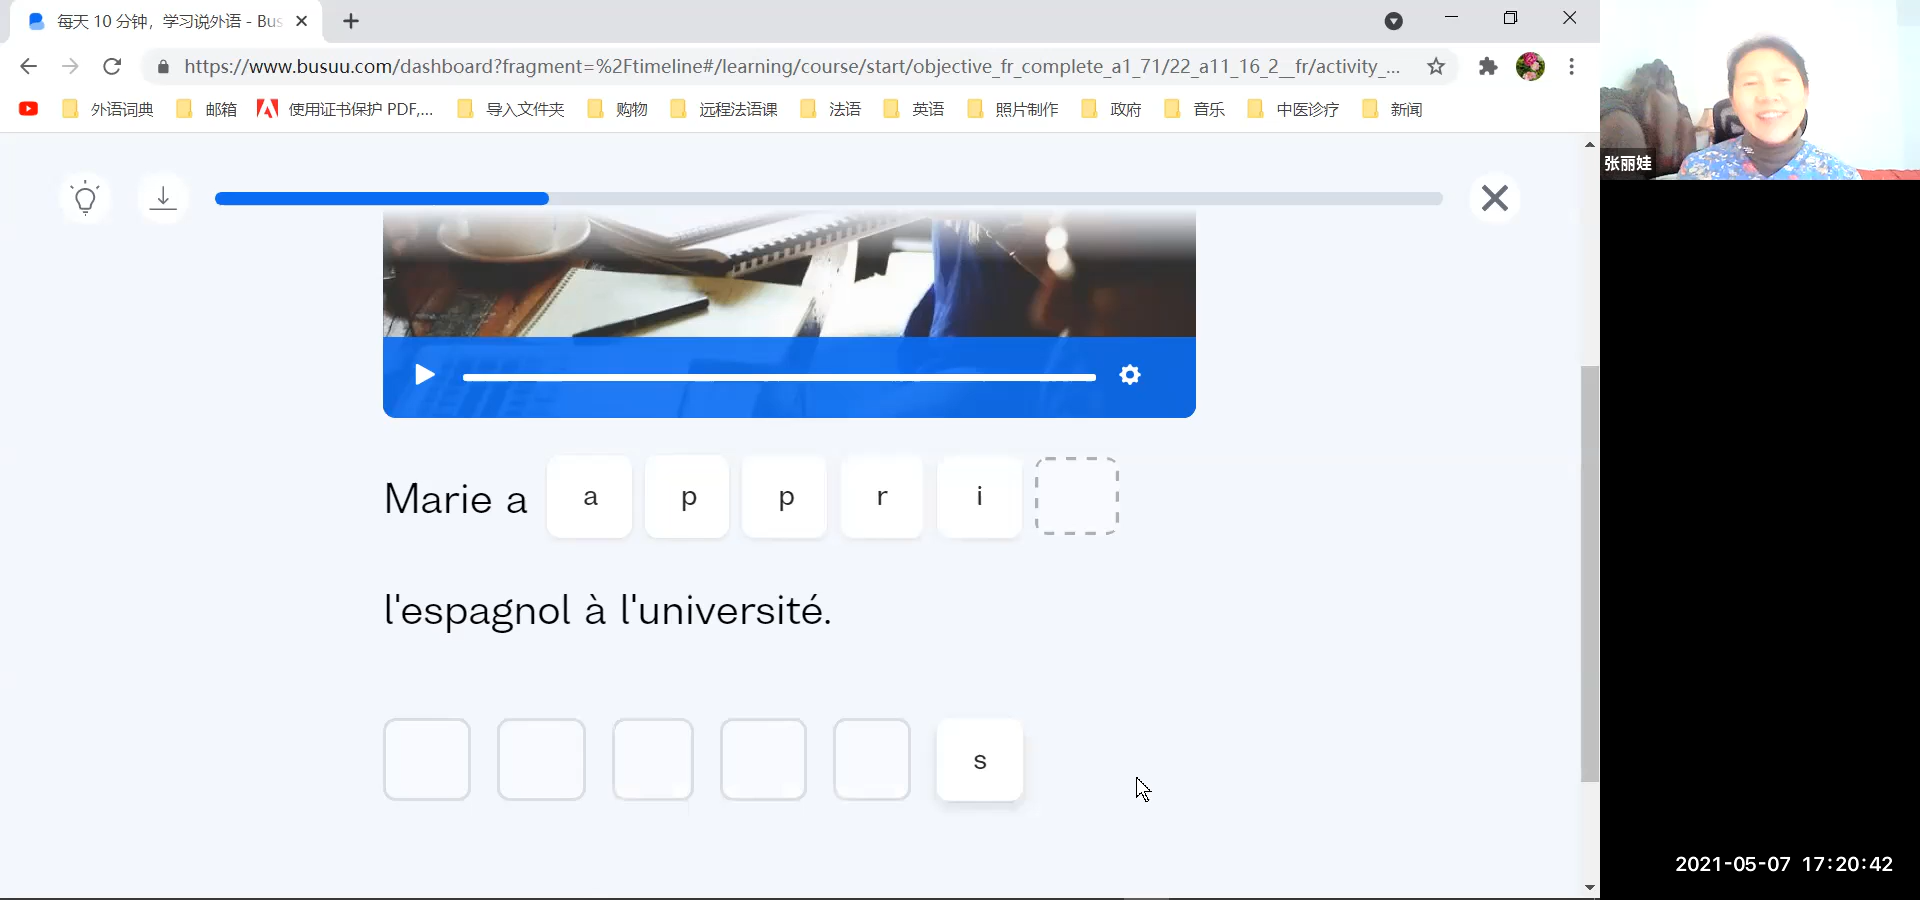 每天 10 分钟，学习说外语 - Bus
https://www.busuu.com/dashboard?fragment=%2Ftimeline#/learning/course/start/objective_fr_complete_a1_71/22_a11_16_2__fr/activity_...
外语词典 邮箱 使用证书保护 PDF,... 导入文件夹 购物 远程法语课 法语 英语 照片制作 政府 音乐 中医诊疗 新闻
张丽娃
Marie a a p p r i
l'espagnol à l'université.
s
2021-05-07 17:20:42